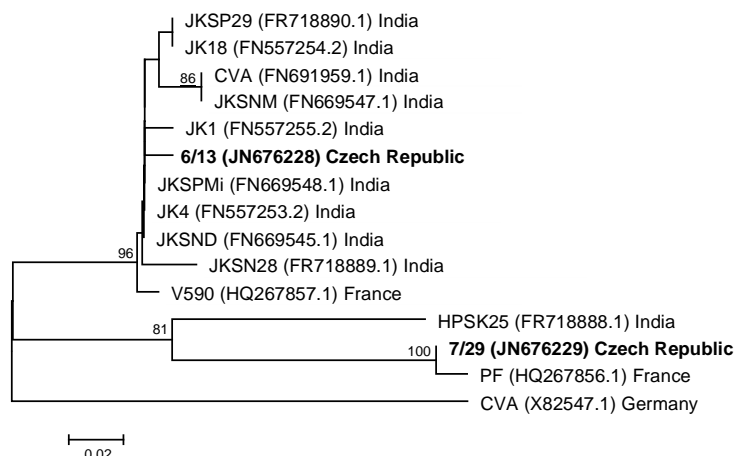 JKSP29 (FR718890.1) India
JK18 (FN557254.2) India
86
CVA (FN691959.1) India
JKSNM (FN669547.1) India
JK1 (FN557255.2) India
6/13 (JN676228) Czech Republic
JKSPMi (FN669548.1) India
JK4 (FN557253.2) India
JKSND (FN669545.1) India
96
JKSN28 (FR718889.1) India
V590 (HQ267857.1) France
HPSK25 (FR718888.1) India
81
7/29 (JN676229) Czech Republic
100
PF (HQ267856.1) France
CVA (X82547.1) Germany
0.02